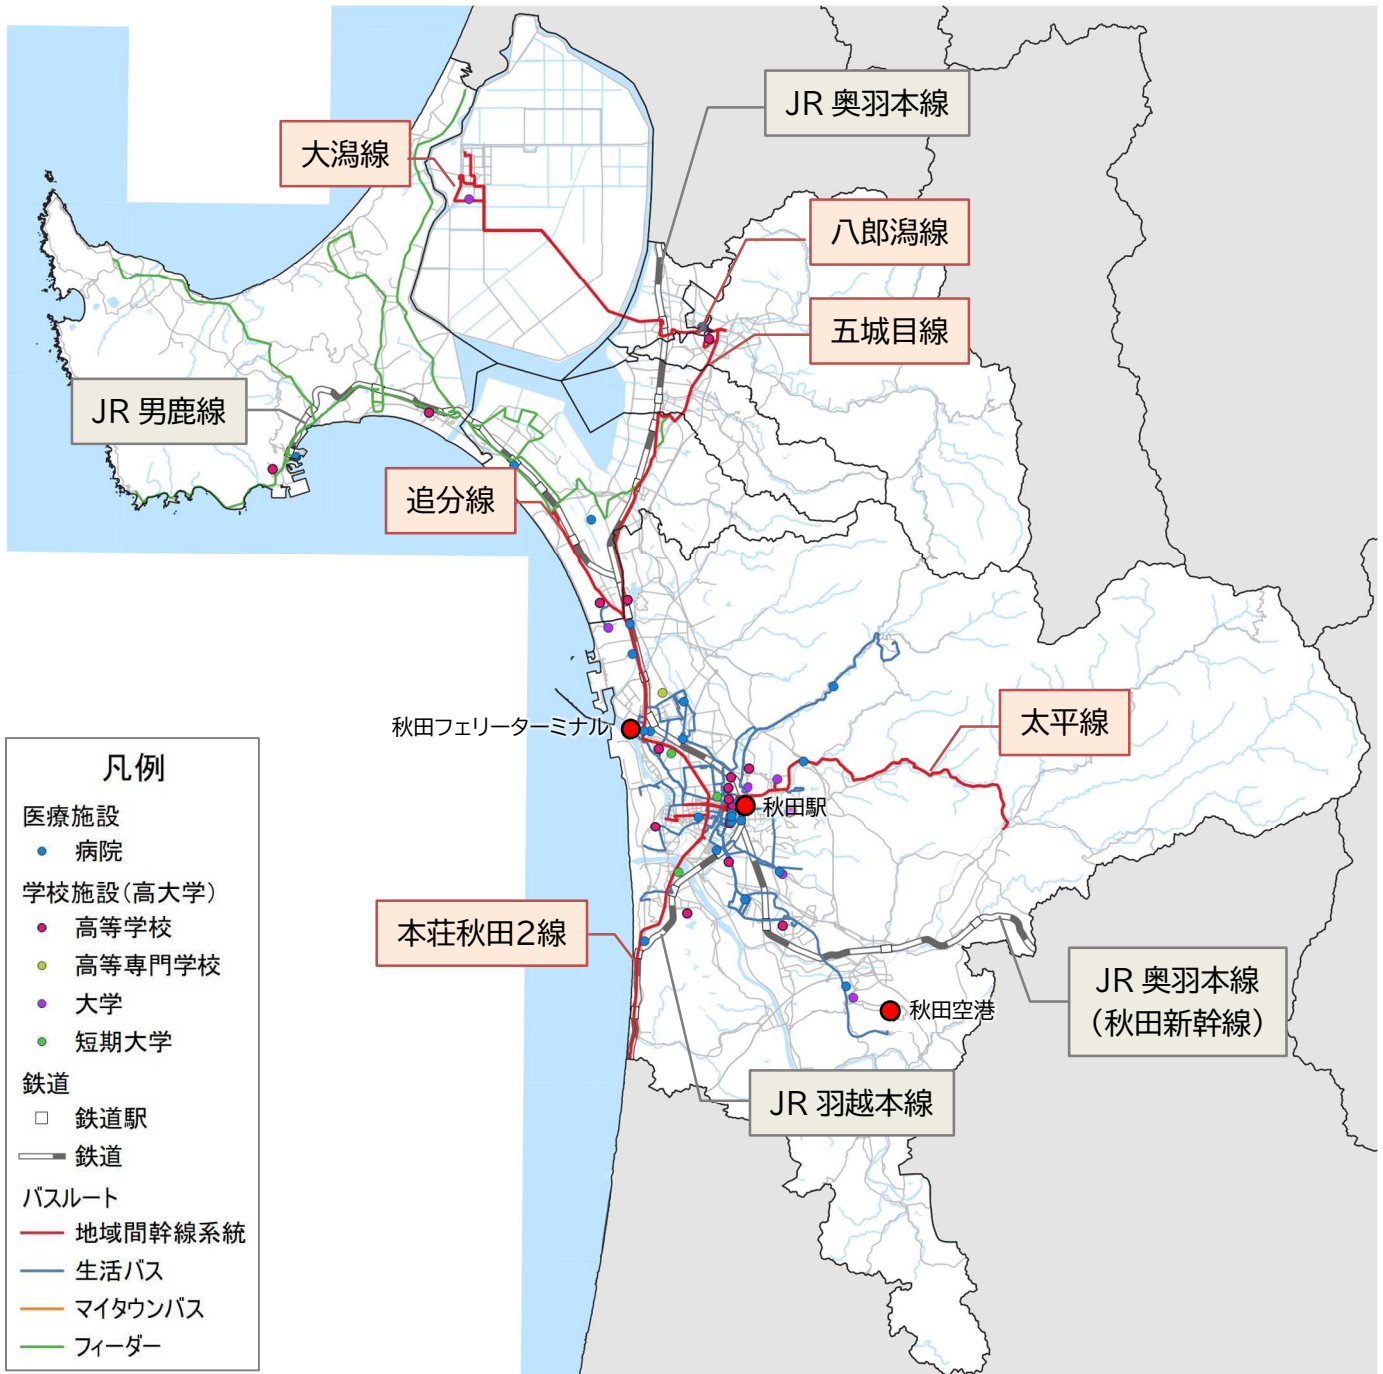 JR 奥羽本線
大潟線
八郎潟線
五城目線
JR 男鹿線
追分線
太平線
秋田フェリーターミナル
秋田駅
本荘秋田2線
JR 奥羽本線
（秋田新幹線）
秋田空港
JR 羽越本線
凡例
医療施設
病院
学校施設（高大学）
高等学校
高等専門学校
大学
短期大学
鉄道
鉄道駅
鉄道
バスルート
地域間幹線系統
生活バス
マイタウンバス
フィーダー